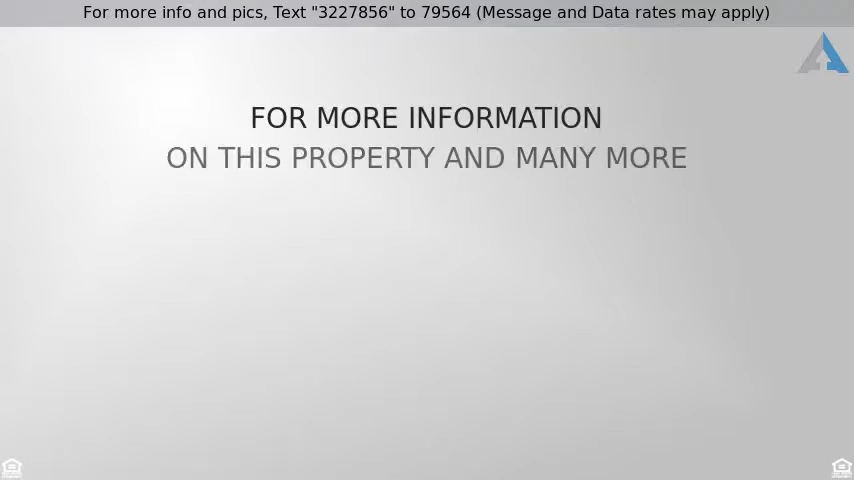 For more info and pics, Text "3227856" to 79564 (Message and Data rates may apply)
FOR MORE INFORMATION
ON THIS PROPERTY AND MANY MORE